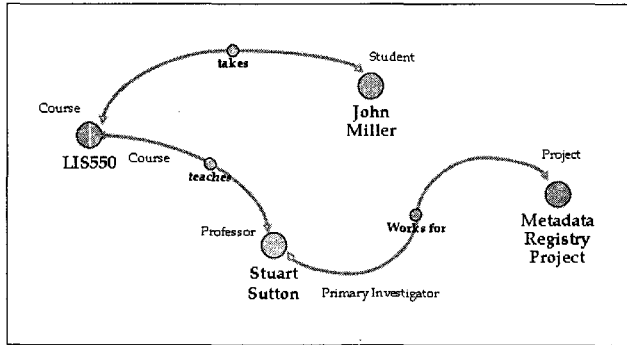 takes
Student
John
Miller
Course
LIS550
Course
teaches
Project
Metadata
Registry
Project
Professor
Works for
Stuart
Sutton
Primary Investigator